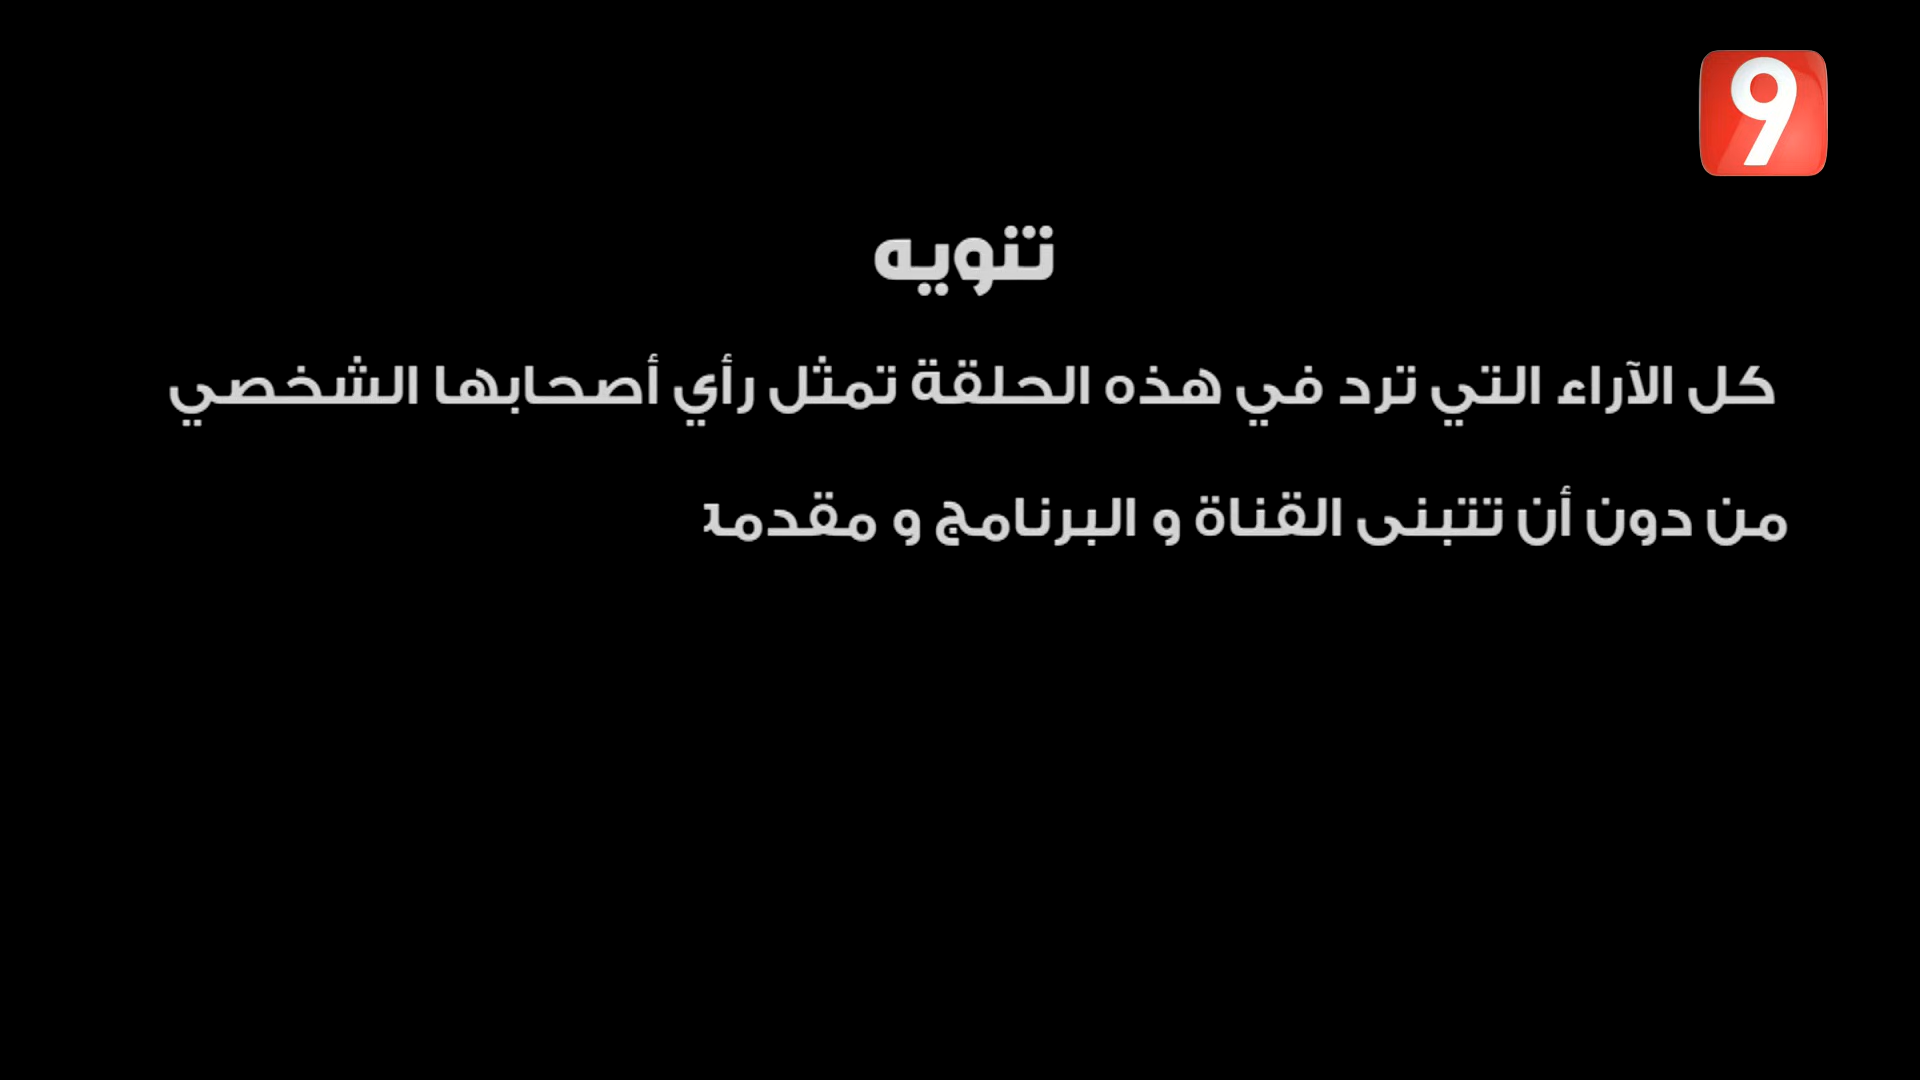 9
تنويه
كل الآراء التي ترد في هذه الحلقة تمثل رأي أصحابها الشخصي
من دون أن تتبنى القناة و البرنامج و مقدمه